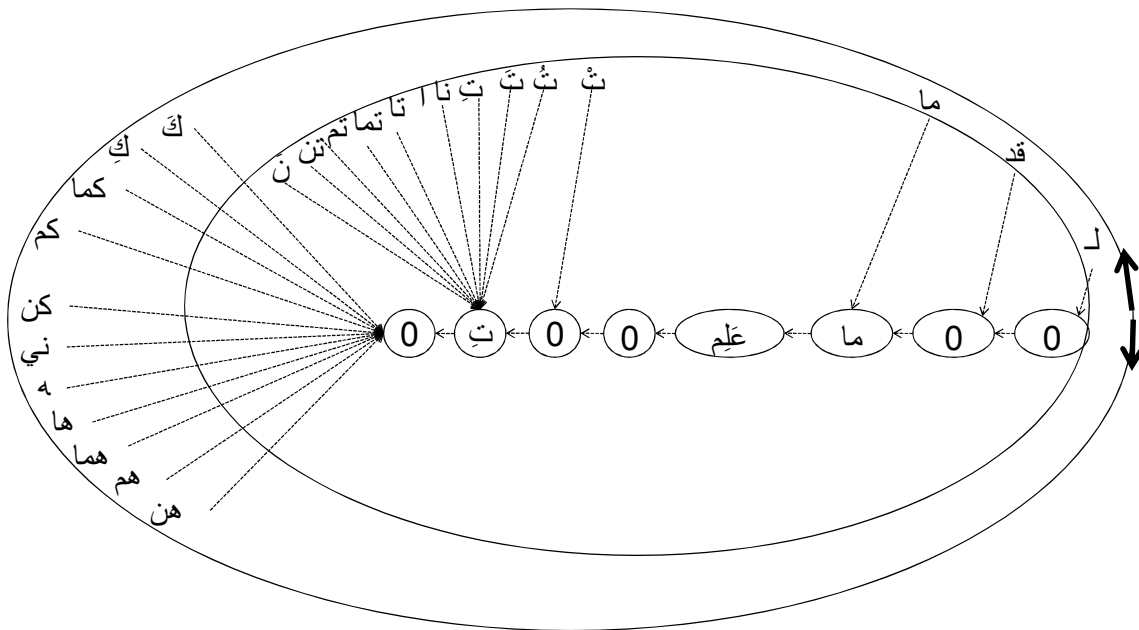 ما
قد
لـ
تْ
تُ
تَ
تِ
نا
ا
تا
تما
تم
تن
نَ
كَ
كِ
كما
كم
كن
ني
ه
ها
هما
هم
هن
0 0 ما عَلِم 0 0 تِ 0